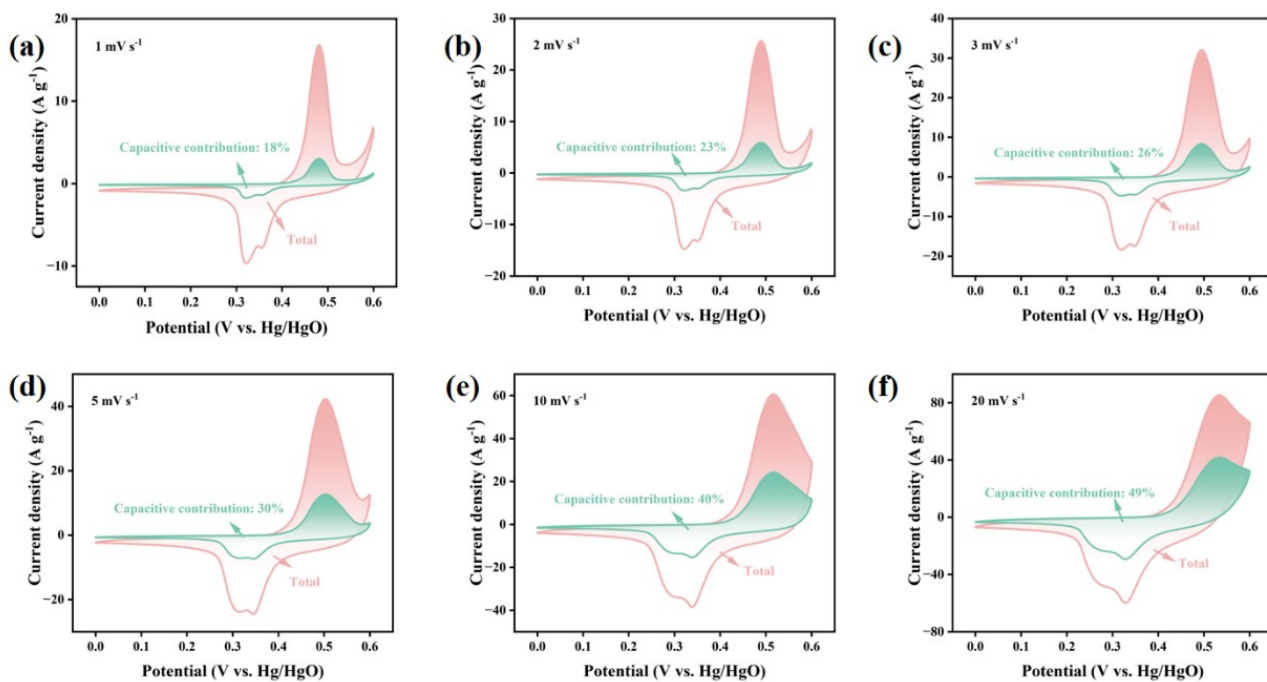 (a)
1 mV s⁻¹
Current density (A g⁻¹)
20
10
0
−10
Capacitive contribution: 18%
Total
0.0 0.1 0.2 0.3 0.4 0.5 0.6
Potential (V vs. Hg/HgO)
(b)
2 mV s⁻¹
Current density (A g⁻¹)
30
20
10
0
−10
−20
Capacitive contribution: 23%
Total
0.0 0.1 0.2 0.3 0.4 0.5 0.6
Potential (V vs. Hg/HgO)
(c)
3 mV s⁻¹
Current density (A g⁻¹)
40
30
20
10
0
−10
−20
Capacitive contribution: 26%
Total
0.0 0.1 0.2 0.3 0.4 0.5 0.6
Potential (V vs. Hg/HgO)
(d)
5 mV s⁻¹
Current density (A g⁻¹)
40
20
0
−20
Capacitive contribution: 30%
Total
0.0 0.1 0.2 0.3 0.4 0.5 0.6
Potential (V vs. Hg/HgO)
(e)
10 mV s⁻¹
Current density (A g⁻¹)
60
40
20
0
−20
−40
Capacitive contribution: 40%
Total
0.0 0.1 0.2 0.3 0.4 0.5 0.6
Potential (V vs. Hg/HgO)
(f)
20 mV s⁻¹
Current density (A g⁻¹)
80
40
0
−40
−80
Capacitive contribution: 49%
Total
0.0 0.1 0.2 0.3 0.4 0.5 0.6
Potential (V vs. Hg/HgO)